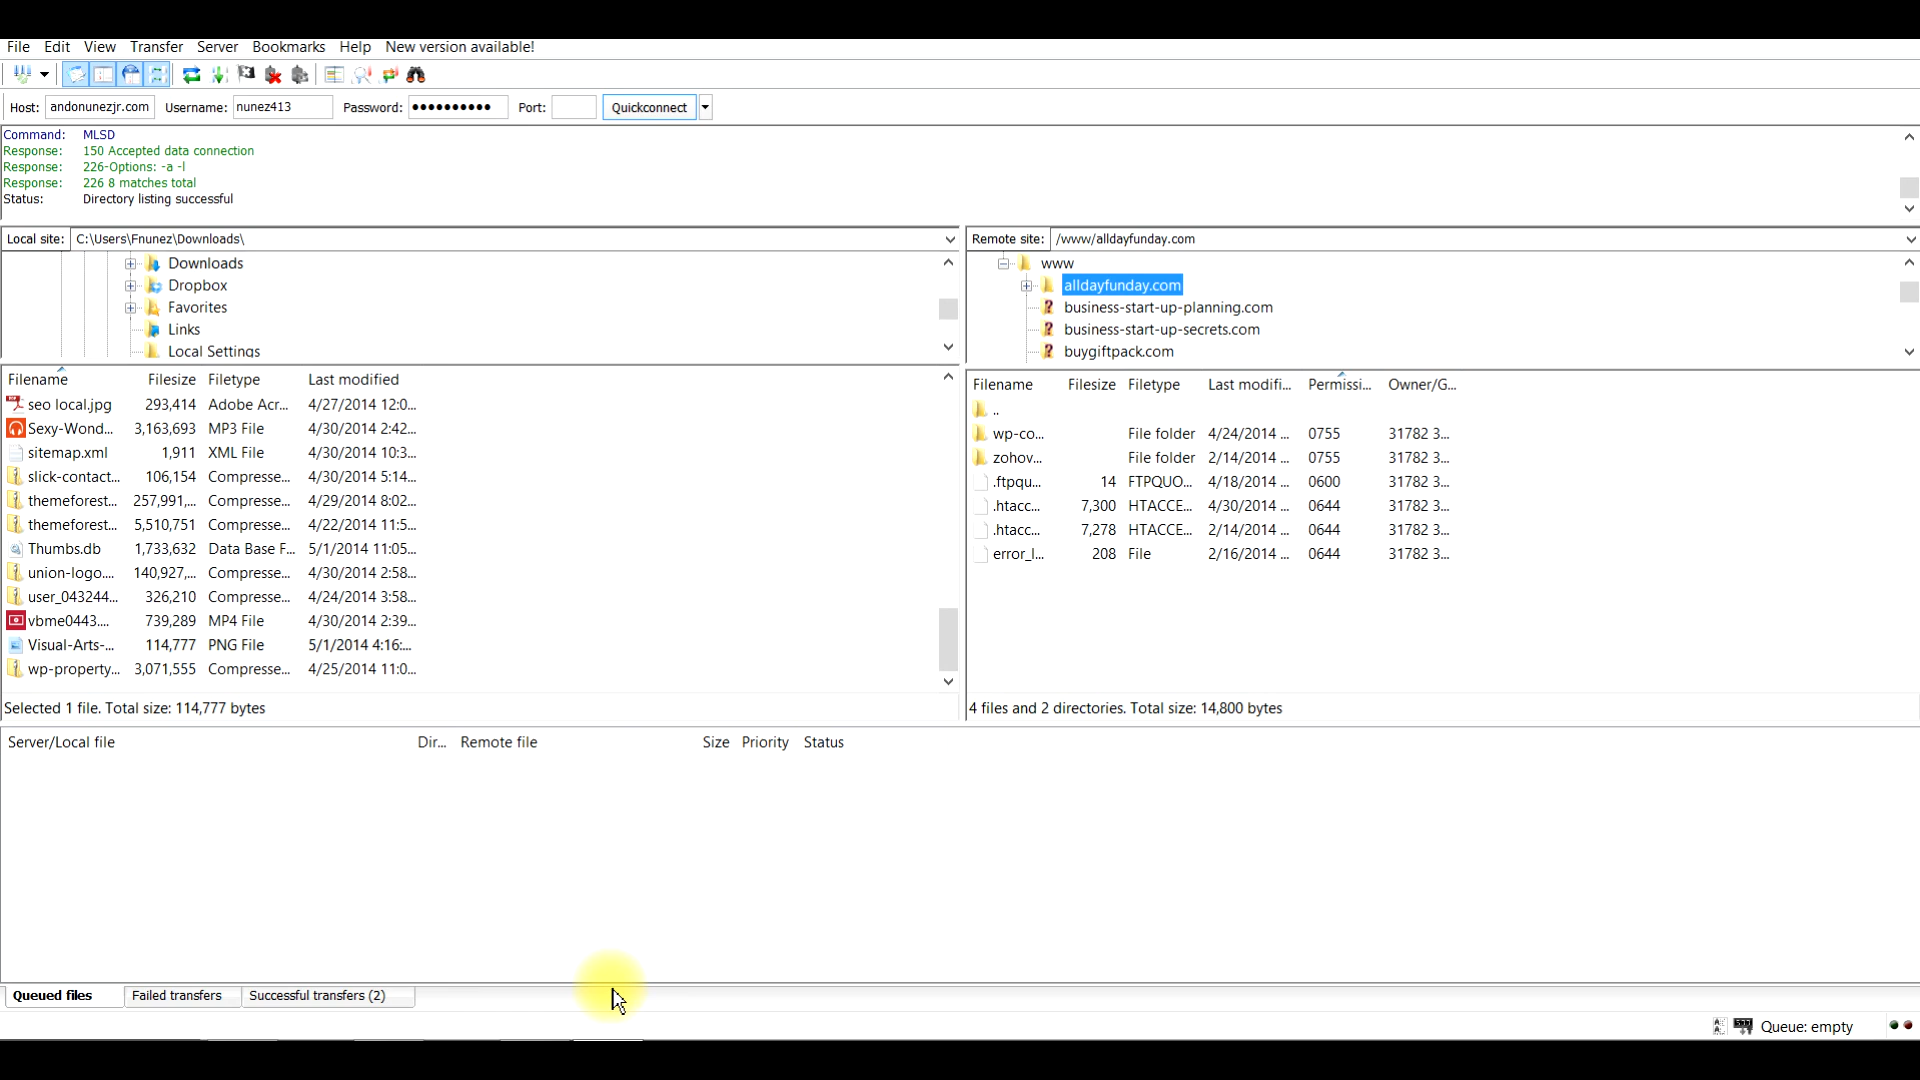 File Edit View Transfer Server Bookmarks Help New version available!
Host: andonunezjr.com Username: nunez413 Password: ●●●●●●●●●● Port: Quickconnect
Command: MLSD
Response: 150 Accepted data connection
Response: 226-Options: -a -l
Response: 226 8 matches total
Status: Directory listing successful
Local site: C:\Users\Fnunez\Downloads\
Downloads
Dropbox
Favorites
Links
Local Settings
Filename Filesize Filetype Last modified
seo local.jpg 293,414 Adobe Acr... 4/27/2014 12:0...
Sexy-Wond... 3,163,693 MP3 File 4/30/2014 2:42...
sitemap.xml 1,911 XML File 4/30/2014 10:3...
slick-contact... 106,154 Compresse... 4/30/2014 5:14...
themeforest... 257,991,... Compresse... 4/29/2014 8:02...
themeforest... 5,510,751 Compresse... 4/22/2014 11:5...
Thumbs.db 1,733,632 Data Base F... 5/1/2014 11:05...
union-logo.... 140,927,... Compresse... 4/30/2014 2:58...
user_043244... 326,210 Compresse... 4/24/2014 3:58...
vbme0443.... 739,289 MP4 File 4/30/2014 2:39...
Visual-Arts-... 114,777 PNG File 5/1/2014 4:16:...
wp-property... 3,071,555 Compresse... 4/25/2014 11:0...
Selected 1 file. Total size: 114,777 bytes
Remote site: /www/alldayfunday.com
www
alldayfunday.com
business-start-up-planning.com
business-start-up-secrets.com
buygiftpack.com
Filename Filesize Filetype Last modifi... Permissi... Owner/G...
..
wp-co... File folder 4/24/2014 ... 0755 31782 3...
zohov... File folder 2/14/2014 ... 0755 31782 3...
.ftpqu... 14 FTPQUO... 4/18/2014 ... 0600 31782 3...
.htacc... 7,300 HTACCE... 4/30/2014 ... 0644 31782 3...
.htacc... 7,278 HTACCE... 2/14/2014 ... 0644 31782 3...
error_l... 208 File 2/16/2014 ... 0644 31782 3...
4 files and 2 directories. Total size: 14,800 bytes
Server/Local file Dir... Remote file Size Priority Status
Queued files Failed transfers Successful transfers (2)
Queue: empty